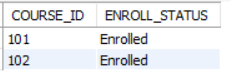 COURSE_ID ENROLL_STATUS
101 Enrolled
102 Enrolled